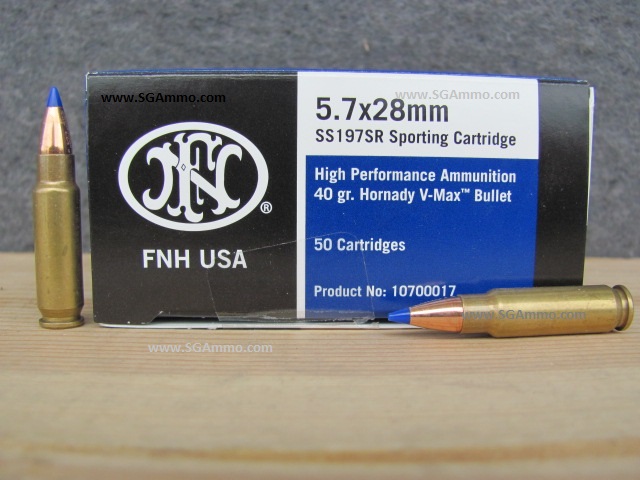 www.SGAmmo.com
www.SGAmmo.com
5.7x28mm
SS197SR Sporting Cartridge
FN
®
FNH USA
High Performance Ammunition
40 gr. Hornady V-Max™ Bullet
50 Cartridges
Product No: 10700017
www.SGAmmo.com
www.SGAmmo.com